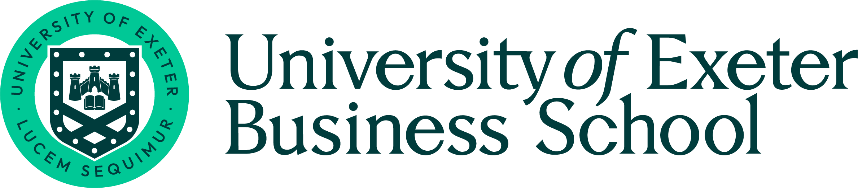 UNIVERSITY OF EXETER
LUCEM SEQUIMUR
University of Exeter
Business School